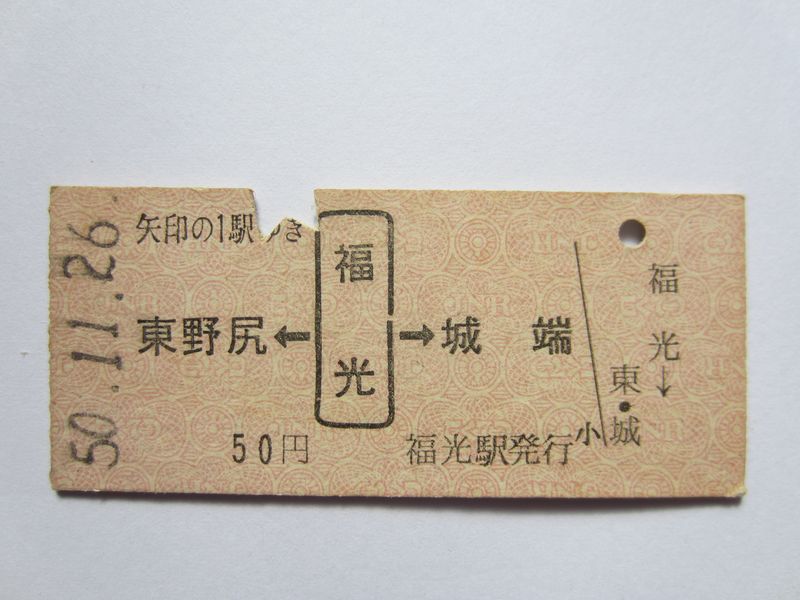 50.11.26.
矢印の1駅ゆき
東野尻←福光→城端
50円
福光駅発行
小
福光→
東・城